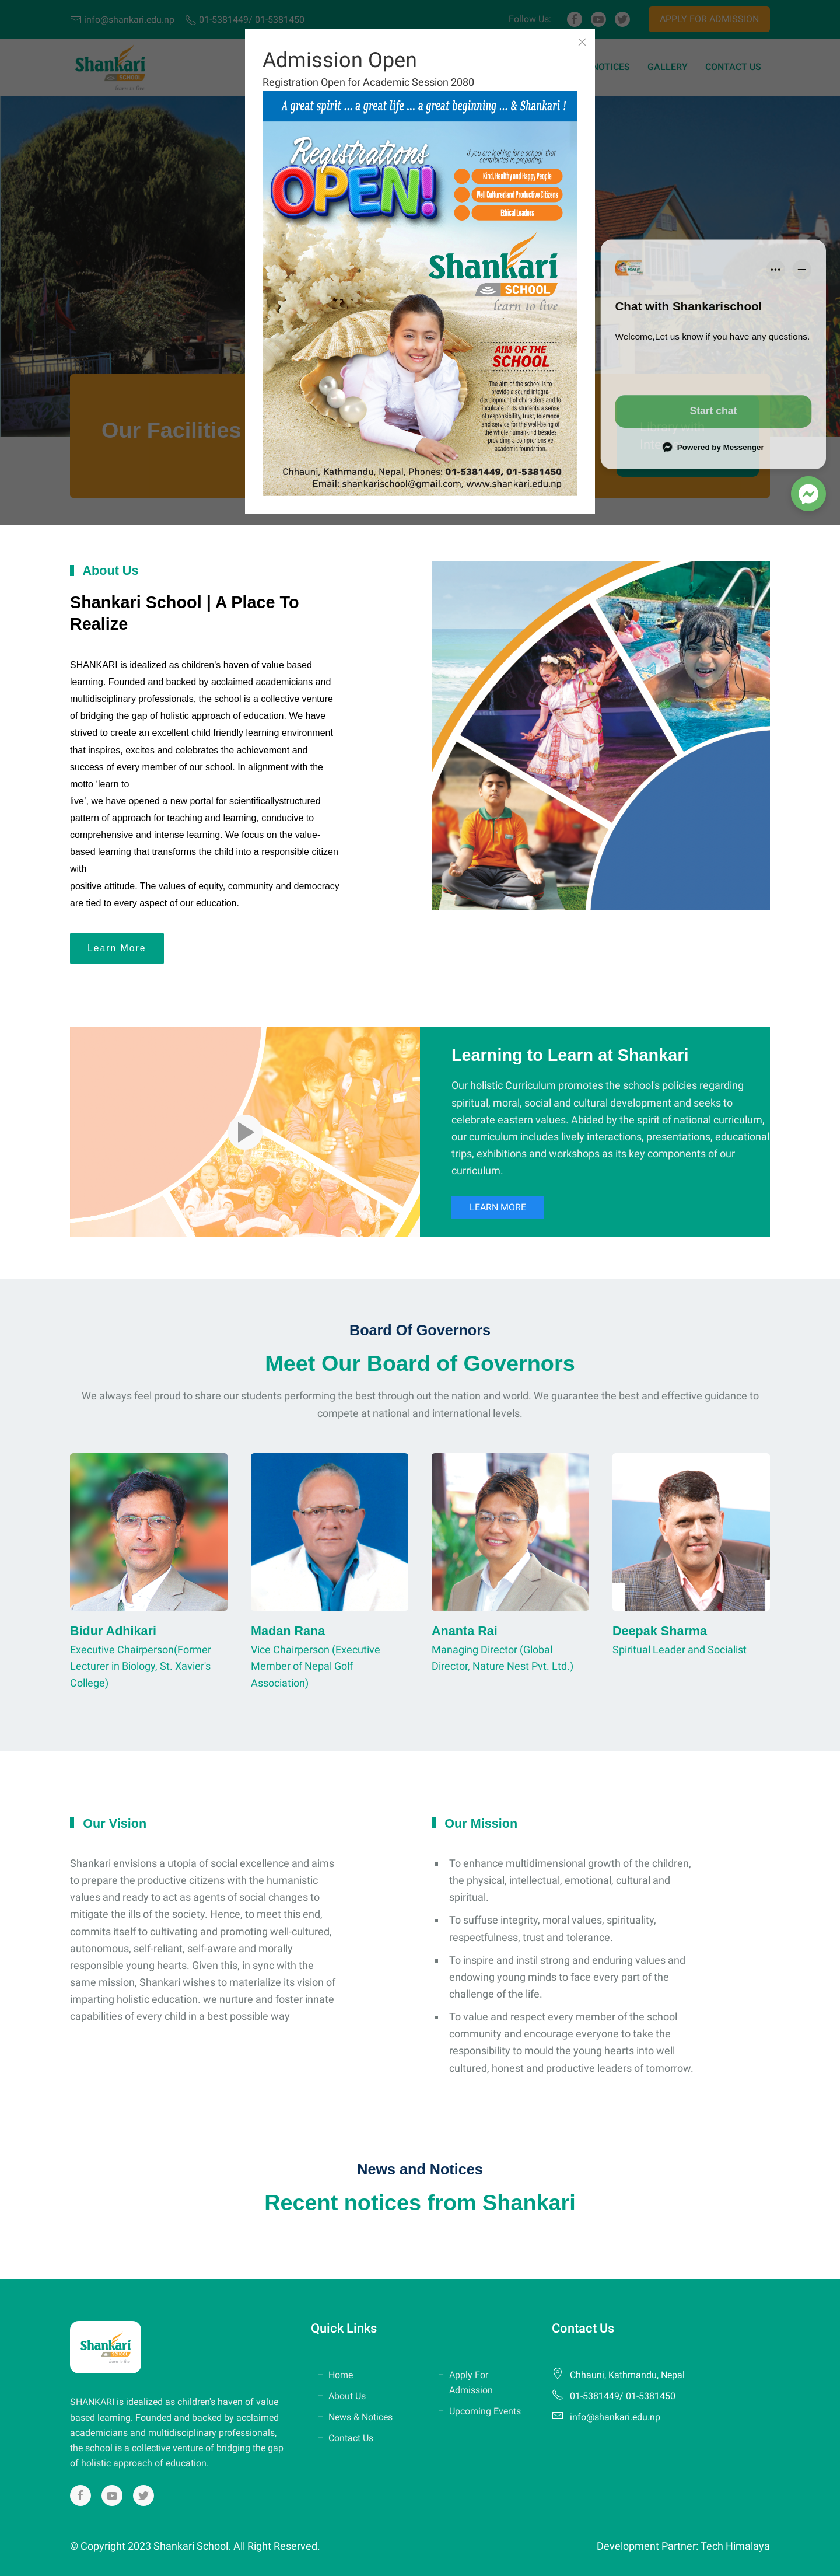 info@shankari.edu.np 01-5381449/ 01-5381450 Follow Us: APPLY FOR ADMISSION
Shankari
SCHOOL
learn to live
NOTICES GALLERY CONTACT US
Admission Open
Registration Open for Academic Session 2080
A great spirit ... a great life ... a great beginning ... & Shankari !
Registrations
OPEN!
If you are looking for a school that
contributes in preparing:
Kind, Healthy and Happy People
Well Cultured and Productive Citizens
Ethical Leaders
Shankari
SCHOOL
learn to live
AIM OF THE
SCHOOL
The aim of the school is to
provide a sound integral
development of characters and to
inculcate in its students a sense
of responsibility, trust, tolerance
and service for the well-being of
humankind besides
providing a comprehensive
academic foundation.
Chhauni, Kathmandu, Nepal, Phones: 01-5381449, 01-5381450
Email: shankarischool@gmail.com, www.shankari.edu.np
Our Facilities
Chat with Shankarischool
Welcome,Let us know if you have any questions.
Start chat
Powered by Messenger
About Us
Shankari School | A Place To
Realize
SHANKARI is idealized as children's haven of value based
learning. Founded and backed by acclaimed academicians and
multidisciplinary professionals, the school is a collective venture
of bridging the gap of holistic approach of education. We have
strived to create an excellent child friendly learning environment
that inspires, excites and celebrates the achievement and
success of every member of our school. In alignment with the
motto 'learn to
live', we have opened a new portal for scientificallystructured
pattern of approach for teaching and learning, conducive to
comprehensive and intense learning. We focus on the value-
based learning that transforms the child into a responsible citizen
with
positive attitude. The values of equity, community and democracy
are tied to every aspect of our education.
Learn More
Learning to Learn at Shankari
Our holistic Curriculum promotes the school's policies regarding
spiritual, moral, social and cultural development and seeks to
celebrate eastern values. Abided by the spirit of national curriculum,
our curriculum includes lively interactions, presentations, educational
trips, exhibitions and workshops as its key components of our
curriculum.
LEARN MORE
Board Of Governors
Meet Our Board of Governors
We always feel proud to share our students performing the best through out the nation and world. We guarantee the best and effective guidance to
compete at national and international levels.
Bidur Adhikari
Executive Chairperson(Former
Lecturer in Biology, St. Xavier's
College)
Madan Rana
Vice Chairperson (Executive
Member of Nepal Golf
Association)
Ananta Rai
Managing Director (Global
Director, Nature Nest Pvt. Ltd.)
Deepak Sharma
Spiritual Leader and Socialist
Our Vision
Shankari envisions a utopia of social excellence and aims
to prepare the productive citizens with the humanistic
values and ready to act as agents of social changes to
mitigate the ills of the society. Hence, to meet this end,
commits itself to cultivating and promoting well-cultured,
autonomous, self-reliant, self-aware and morally
responsible young hearts. Given this, in sync with the
same mission, Shankari wishes to materialize its vision of
imparting holistic education. we nurture and foster innate
capabilities of every child in a best possible way
Our Mission
To enhance multidimensional growth of the children,
the physical, intellectual, emotional, cultural and
spiritual.
To suffuse integrity, moral values, spirituality,
respectfulness, trust and tolerance.
To inspire and instil strong and enduring values and
endowing young minds to face every part of the
challenge of the life.
To value and respect every member of the school
community and encourage everyone to take the
responsibility to mould the young hearts into well
cultured, honest and productive leaders of tomorrow.
News and Notices
Recent notices from Shankari
Shankari
SCHOOL
learn to live
SHANKARI is idealized as children's haven of value
based learning. Founded and backed by acclaimed
academicians and multidisciplinary professionals,
the school is a collective venture of bridging the gap
of holistic approach of education.
Quick Links
– Home
– About Us
– News & Notices
– Contact Us
– Apply For
Admission
– Upcoming Events
Contact Us
Chhauni, Kathmandu, Nepal
01-5381449/ 01-5381450
info@shankari.edu.np
© Copyright 2023 Shankari School. All Right Reserved.
Development Partner: Tech Himalaya